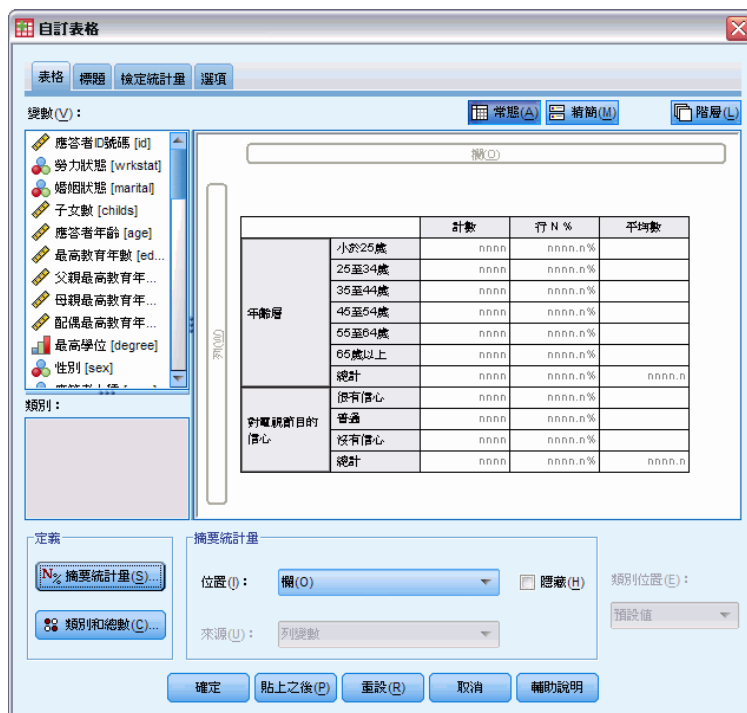 自訂表格
表格 標題 檢定統計量 選項
變數(V)： 常態(A) 精簡(M) 階層(L)
應答者ID號碼 [id]
勞力狀態 [wrkstat]
婚姻狀態 [marital]
子女數 [childs]
應答者年齡 [age]
最高教育年數 [ed...
父親最高教育年...
母親最高教育年...
配偶最高教育年...
最高學位 [degree]
性別 [sex]
類別：
欄(O)
列(W)
計數 行 N % 平均數
年齡層
小於25歲 nnnn nnnn.n%
25至34歲 nnnn nnnn.n%
35至44歲 nnnn nnnn.n%
45至54歲 nnnn nnnn.n%
55至64歲 nnnn nnnn.n%
65歲以上 nnnn nnnn.n%
總計 nnnn nnnn.n% nnnn.n
對電視節目的
信心
很有信心 nnnn nnnn.n%
普通 nnnn nnnn.n%
沒有信心 nnnn nnnn.n%
總計 nnnn nnnn.n% nnnn.n
定義
N% 摘要統計量(S)...
類別和總數(C)...
摘要統計量
位置(I)： 欄(O) 隱藏(H)
來源(U)： 列變數
類別位置(E)：
預設值
確定 貼上之後(P) 重設(R) 取消 輔助說明